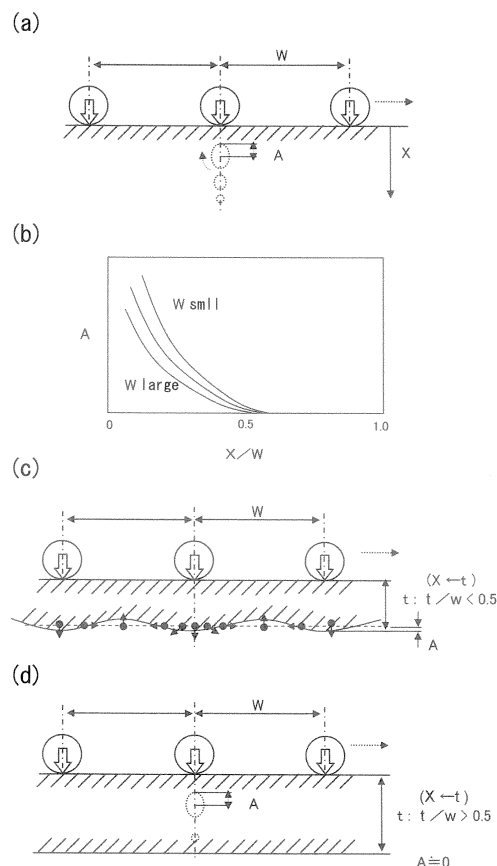 (a)
W
A
X
(b)
A
W smll
W large
0
0.5
1.0
X/W
(c)
W
(X ←t)
t: t/w<0.5
A
(d)
W
A
(X ←t)
t: t/w>0.5
A≒0